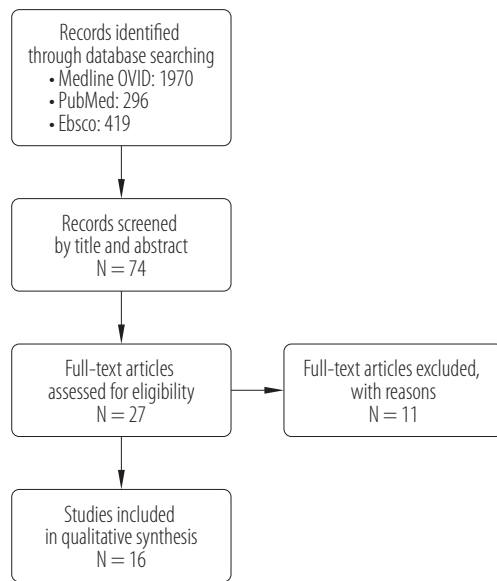 Records identified
through database searching
• Medline OVID: 1970
• PubMed: 296
• Ebsco: 419
Records screened
by title and abstract
N = 74
Full-text articles
assessed for eligibility
N = 27
Full-text articles excluded,
with reasons
N = 11
Studies included
in qualitative synthesis
N = 16